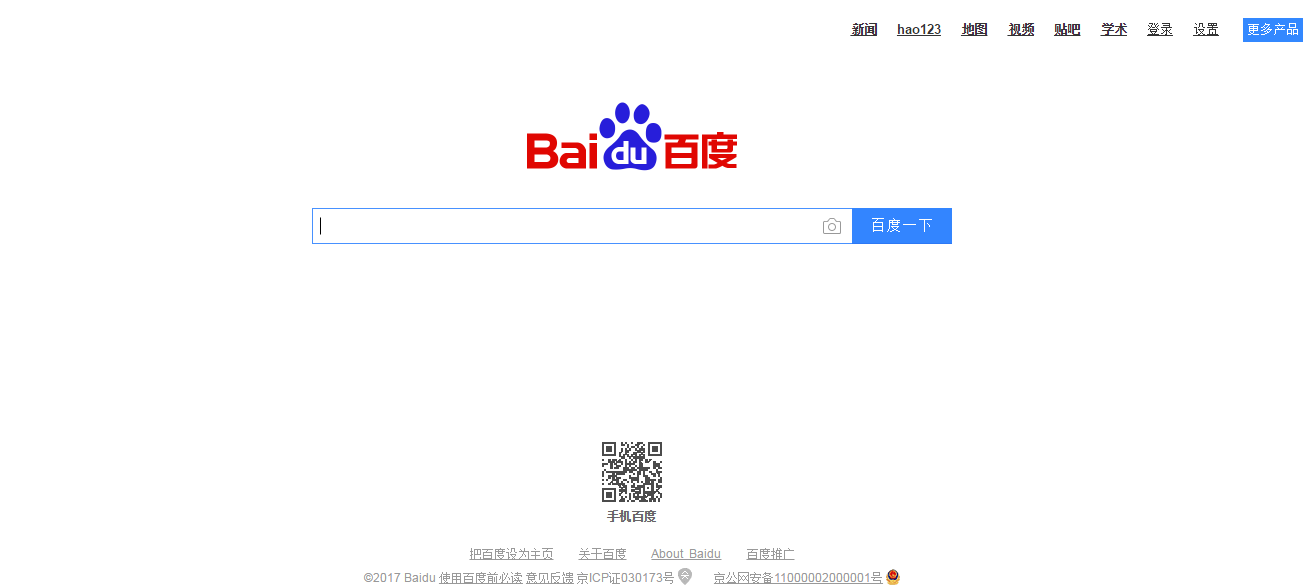 新闻 hao123 地图 视频 贴吧 学术 登录 设置 更多产品
Bai du 百度
百度一下
手机百度
把百度设为主页 关于百度 About Baidu 百度推广
©2017 Baidu 使用百度前必读 意见反馈 京ICP证030173号 京公网安备11000002000001号